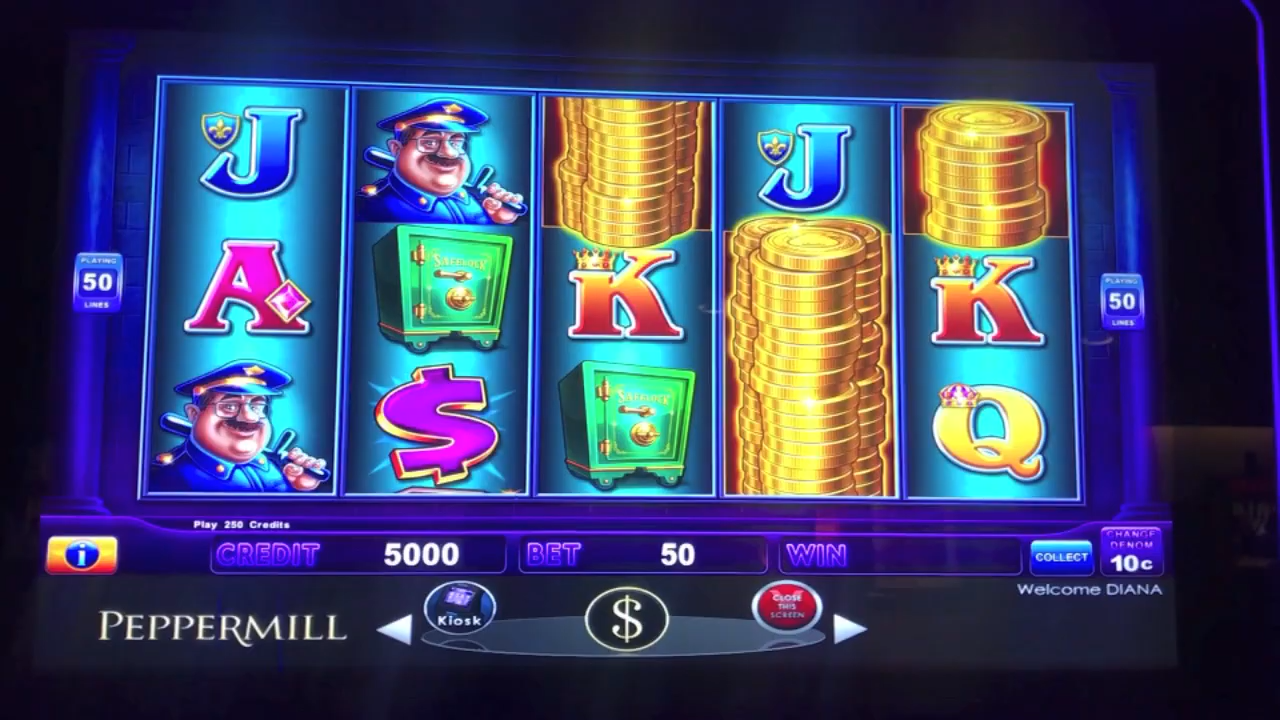 J
J
PLAYING
50
LINES
A
SAFELOCK
K
K
PLAYING
50
LINES
$
SAFELOCK
Q
Play 250 Credits
i
CREDIT 5000
BET 50
WIN
COLLECT
CHANGE
DENOM
10c
Welcome DIANA
PEPPERMILL
Kiosk
$
CLOSE
THIS
SCREEN